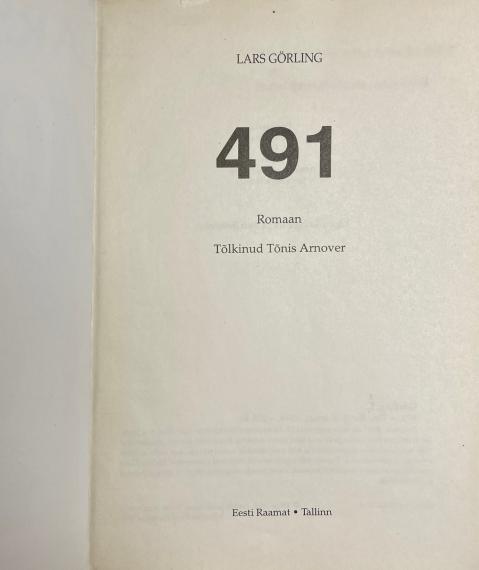 LARS GÖRLING
491
Romaan
Tõlkinud Tõnis Arnover
Eesti Raamat • Tallinn